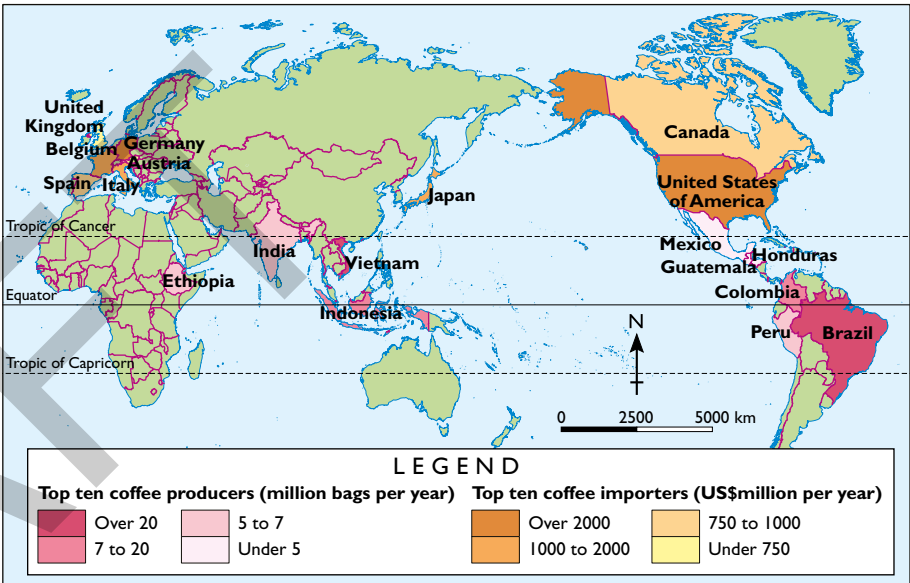 United
Kingdom
Belgium
Germany
Austria
Spain
Italy
Japan
Canada
United States
of America
Tropic of Cancer
India
Vietnam
Mexico
Honduras
Guatemala
Ethiopia
Colombia
Equator
Indonesia
N
Peru
Brazil
Tropic of Capricorn
0 2500 5000 km
LEGEND
Top ten coffee producers (million bags per year)
Over 20
5 to 7
7 to 20
Under 5
Top ten coffee importers (US$million per year)
Over 2000
750 to 1000
1000 to 2000
Under 750